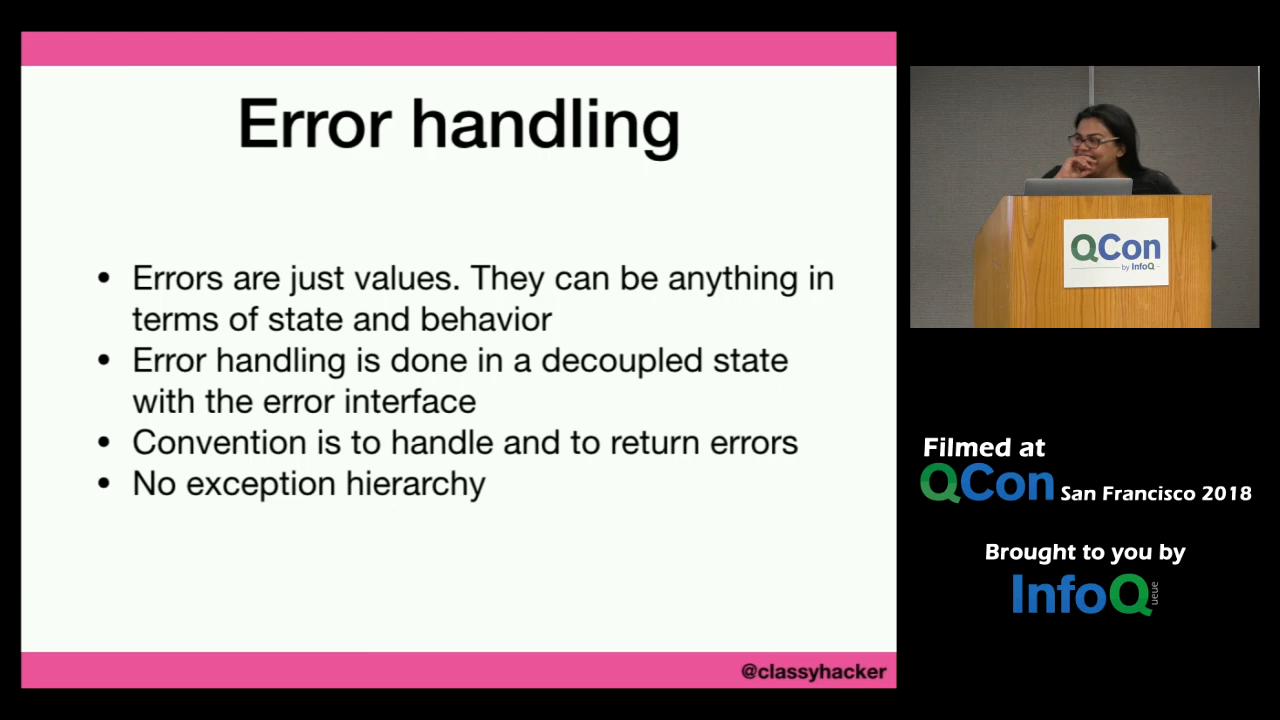 Error handling
• Errors are just values. They can be anything in
terms of state and behavior
• Error handling is done in a decoupled state
with the error interface
• Convention is to handle and to return errors
• No exception hierarchy
@classyhacker
QCon
by InfoQ
Filmed at
QCon San Francisco 2018
Brought to you by
InfoQ
ueue